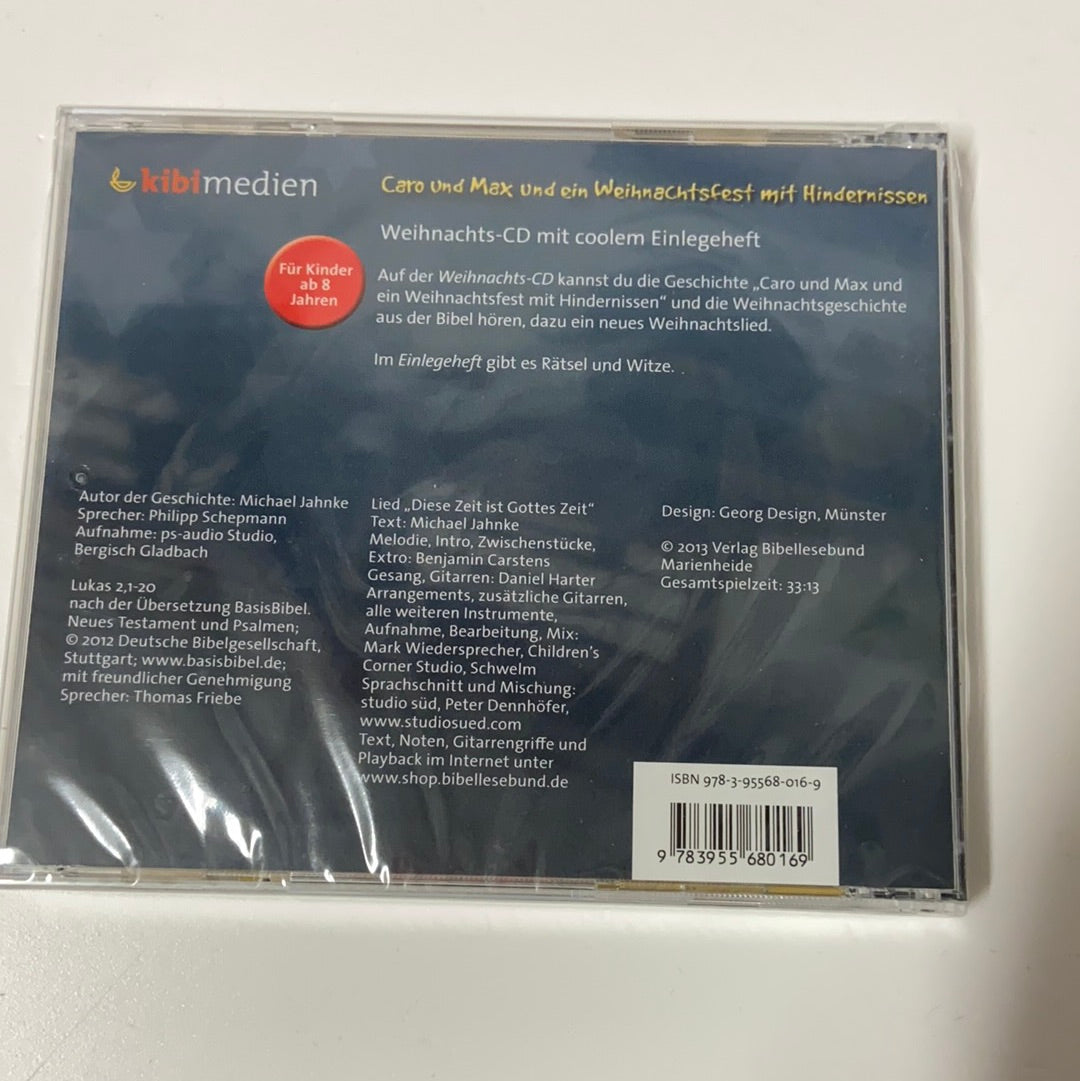 kibimedien
Caro und Max und ein Weihnachtsfest mit Hindernissen
Weihnachts-CD mit coolem Einlegeheft
Für Kinder
ab 8
Jahren
Auf der Weihnachts-CD kannst du die Geschichte „Caro und Max und
ein Weihnachtsfest mit Hindernissen“ und die Weihnachtsgeschichte
aus der Bibel hören, dazu ein neues Weihnachtslied.
Im Einlegeheft gibt es Rätsel und Witze.
Autor der Geschichte: Michael Jahnke
Sprecher: Philipp Schepmann
Aufnahme: ps-audio Studio,
Bergisch Gladbach
Lukas 2,1-20
nach der Übersetzung BasisBibel.
Neues Testament und Psalmen;
© 2012 Deutsche Bibelgesellschaft,
Stuttgart; www.basisbibel.de;
mit freundlicher Genehmigung
Sprecher: Thomas Friebe
Lied „Diese Zeit ist Gottes Zeit“
Text: Michael Jahnke
Melodie, Intro, Zwischenstücke,
Extro: Benjamin Carstens
Gesang, Gitarren: Daniel Harter
Arrangements, zusätzliche Gitarren,
alle weiteren Instrumente,
Aufnahme, Bearbeitung, Mix:
Mark Wiedersprecher, Children's
Corner Studio, Schwelm
Sprachschnitt und Mischung:
studio süd, Peter Dennhöfer,
www.studiosued.com
Text, Noten, Gitarrengriffe und
Playback im Internet unter
www.shop.bibellesebund.de
Design: Georg Design, Münster
© 2013 Verlag Bibellesebund
Marienheide
Gesamtspielzeit: 33:13
ISBN 978-3-95568-016-9
9 783955 680169